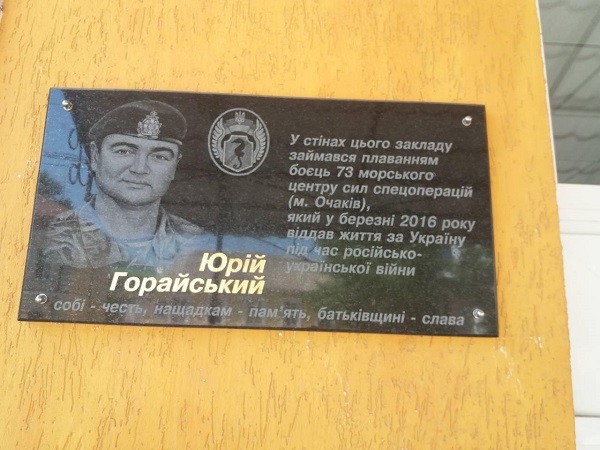 У стінах цього закладу
займався плаванням
боєць 73 морського
центру сил спецоперацій
(м. Очаків),
який у березні 2016 року
віддав життя за Україну
під час російсько-
української війни
Юрій
Горайський
собі - честь, нащадкам - пам'ять, батьківщині - слава